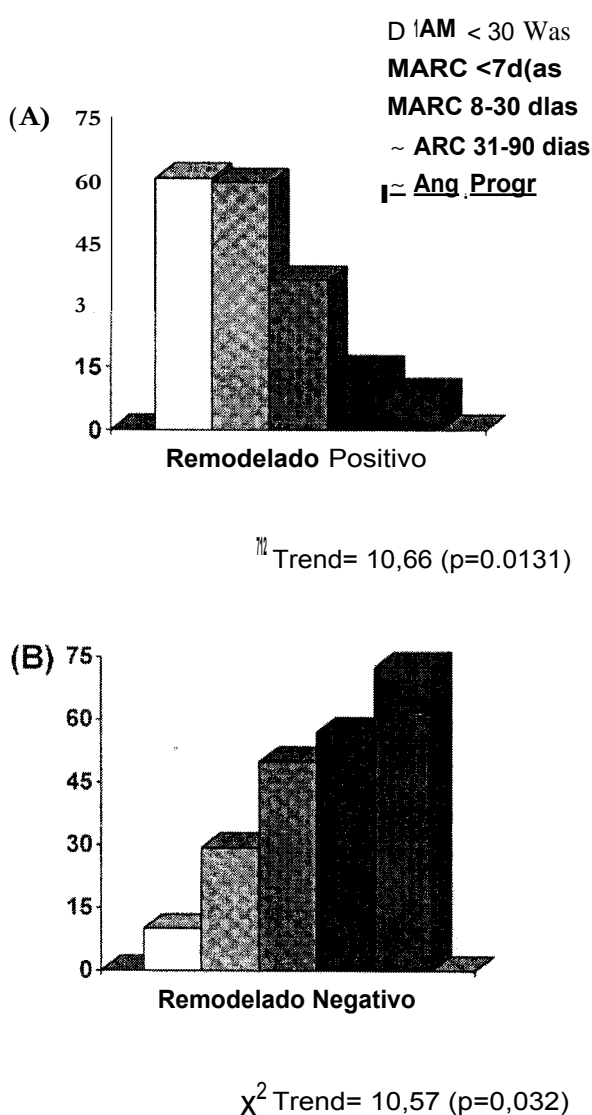 D IAM < 30 Was
MARC <7d(as
MARC 8-30 dlas
~ ARC 31-90 dias
~ Ang.Progr
(A)
75
60
45
3
15
0
Remodelado Positivo
Trend= 10,66 (p=0.0131)
(B)
75
60
45
30
15
0
Remodelado Negativo
χ² Trend= 10,57 (p=0,032)